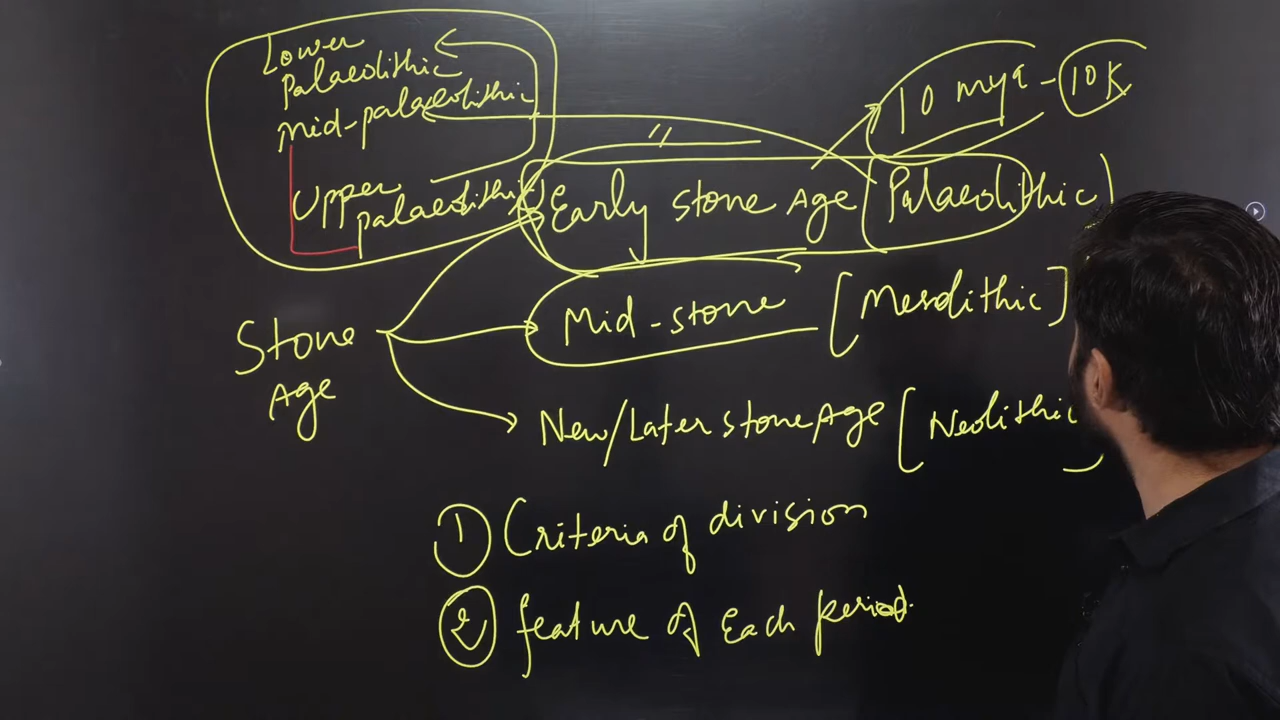 Lower
Palaeolithic
Mid-palaeolithic
Upper
palaeolithic
10 mya - 10K
Early stone Age (Palaeolithic)
Stone
Age
Mid-stone [Mesolithic]
New/Later stone Age [Neolithic]
① Criteria of division
② feature of Each period.